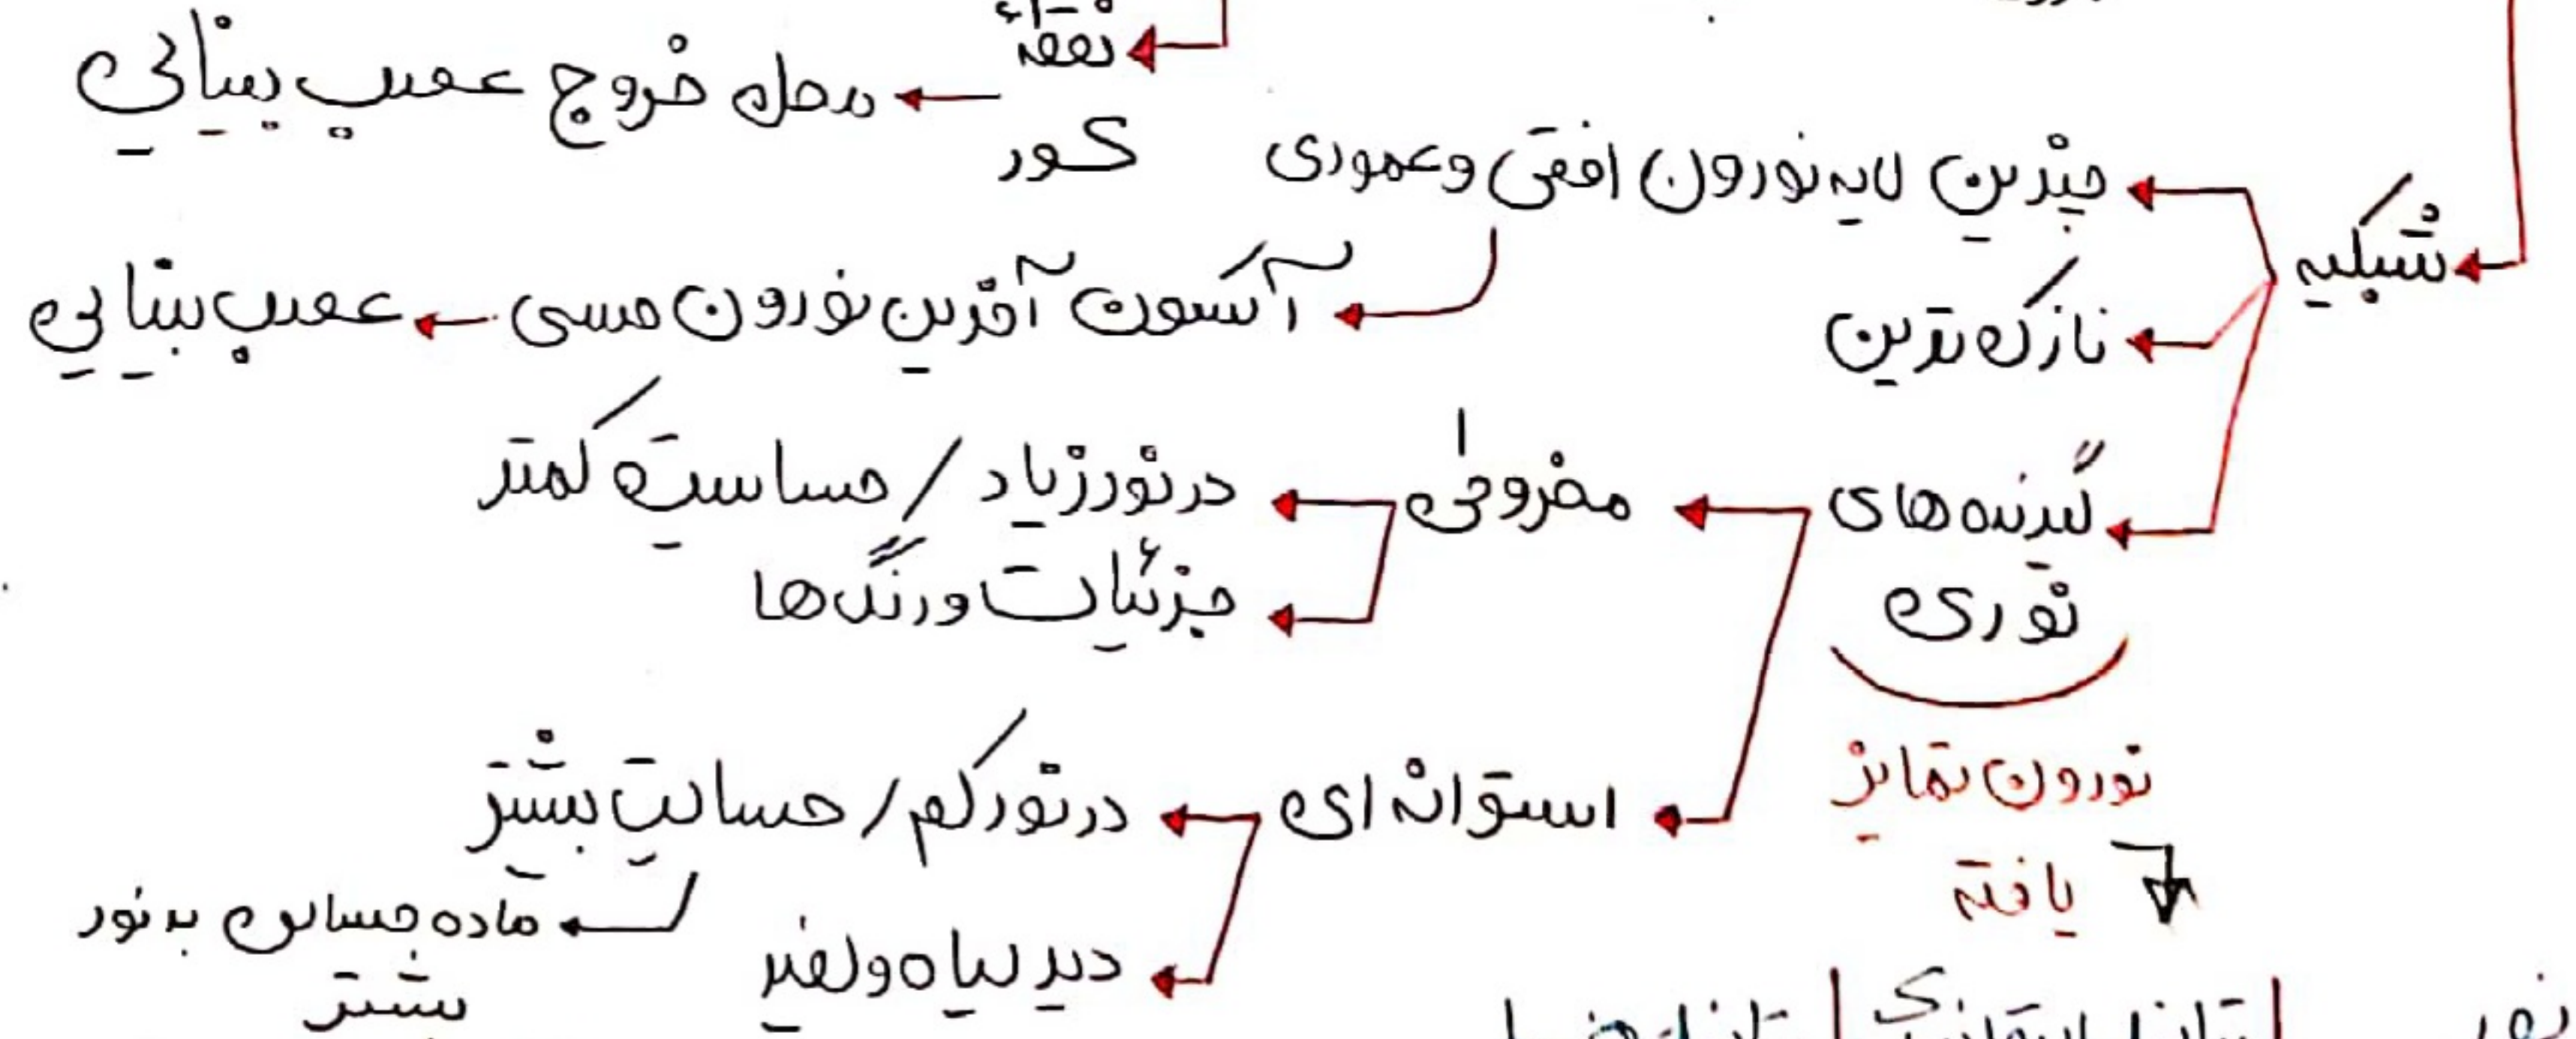 نقطهٔ
کور
محل خروج عصب بینایی
شبکیه
چندین لایه نورون افقی و عمودی
آکسون آخرین نورون حسی
عصب بینایی
نازک ترین
گیرنده های
نوری
نورون تمایز
یافته
مخروطی
در نور زیاد / حساسیت کمتر
جزئیات و رنگ ها
استوانه ای
در نور کم / حساسیت بیشتر
ماده حساس به نور
بیشتر
دید سیاه و سفید